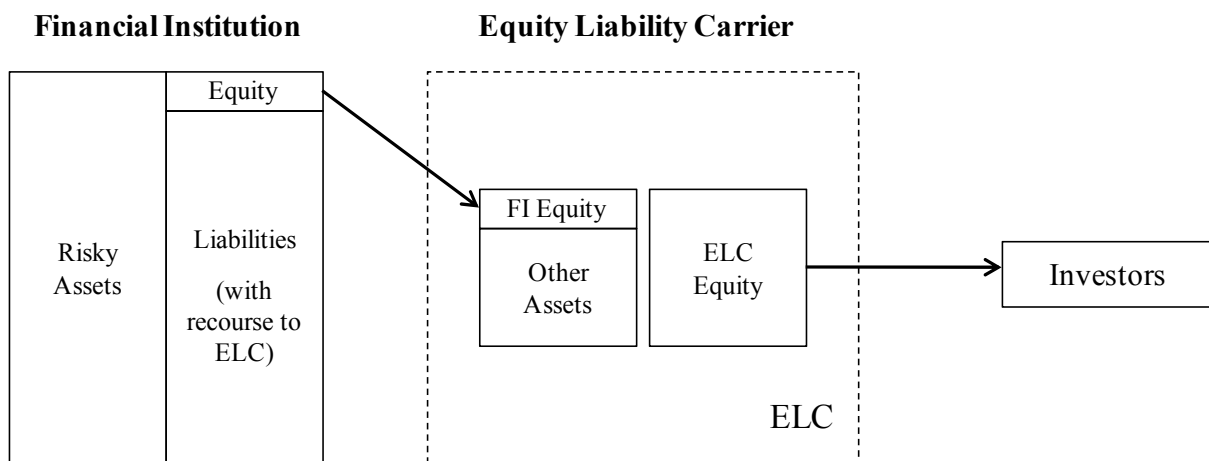 Financial Institution
Equity Liability Carrier
Equity
Risky
Assets
Liabilities
(with
recourse to
ELC)
FI Equity
Other
Assets
ELC
Equity
Investors
ELC